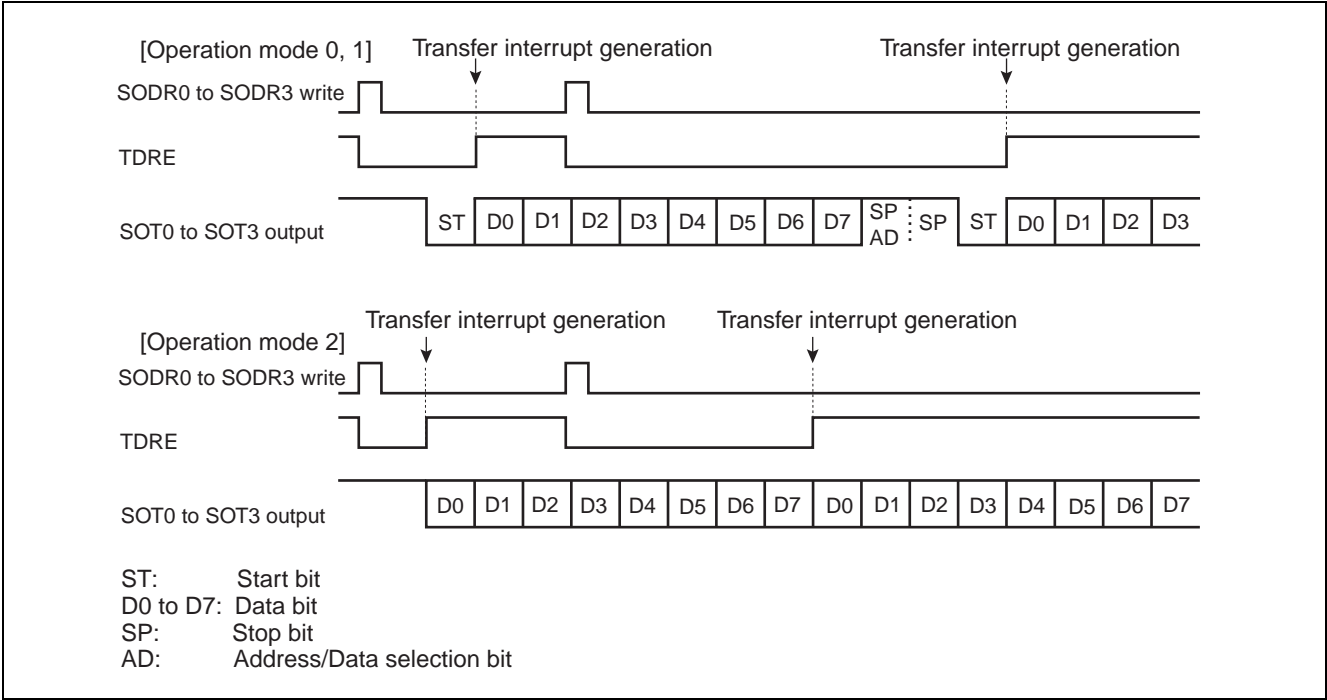 [Operation mode 0, 1] Transfer interrupt generation Transfer interrupt generation
SODR0 to SODR3 write
TDRE
SOT0 to SOT3 output ST D0 D1 D2 D3 D4 D5 D6 D7 SP AD SP ST D0 D1 D2 D3
Transfer interrupt generation Transfer interrupt generation
[Operation mode 2]
SODR0 to SODR3 write
TDRE
SOT0 to SOT3 output D0 D1 D2 D3 D4 D5 D6 D7 D0 D1 D2 D3 D4 D5 D6 D7
ST: Start bit
D0 to D7: Data bit
SP: Stop bit
AD: Address/Data selection bit